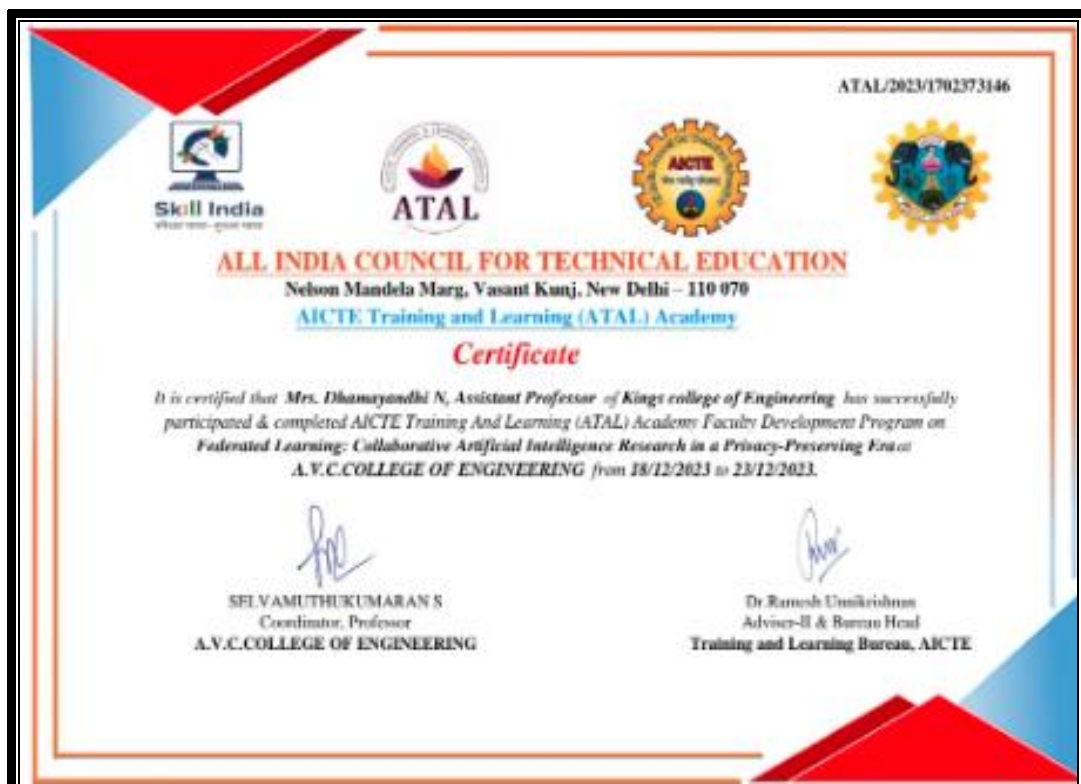 ATAL/2023/1702373146
Skill India
ATAL
AICTE
ALL INDIA COUNCIL FOR TECHNICAL EDUCATION
Nelson Mandela Marg, Vasant Kunj, New Delhi – 110 070
AICTE Training and Learning (ATAL) Academy
Certificate
It is certified that Mrs. Dhamayandhi N, Assistant Professor of Kings college of Engineering has successfully
participated & completed AICTE Training And Learning (ATAL) Academy Faculty Development Program on
Federated Learning: Collaborative Artificial Intelligence Research in a Privacy-Preserving Era at
A.V.C.COLLEGE OF ENGINEERING from 18/12/2023 to 23/12/2023.
SELVAMUTHUKUMARAN S
Coordinator, Professor
A.V.C.COLLEGE OF ENGINEERING
Dr.Ramesh Unnikrishnan
Adviser-II & Bureau Head
Training and Learning Bureau, AICTE